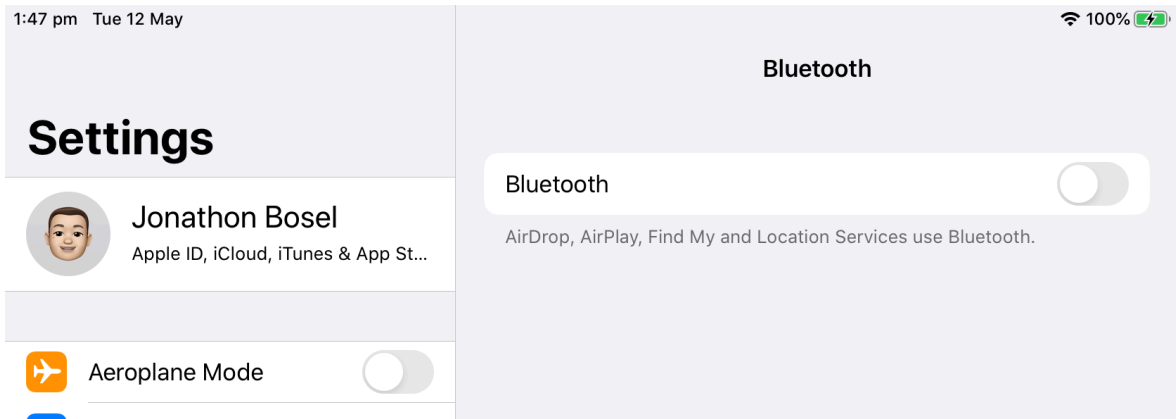 1:47 pm Tue 12 May
100%
Settings
Jonathon Bosel
Apple ID, iCloud, iTunes & App St...
Aeroplane Mode
Bluetooth
Bluetooth
AirDrop, AirPlay, Find My and Location Services use Bluetooth.